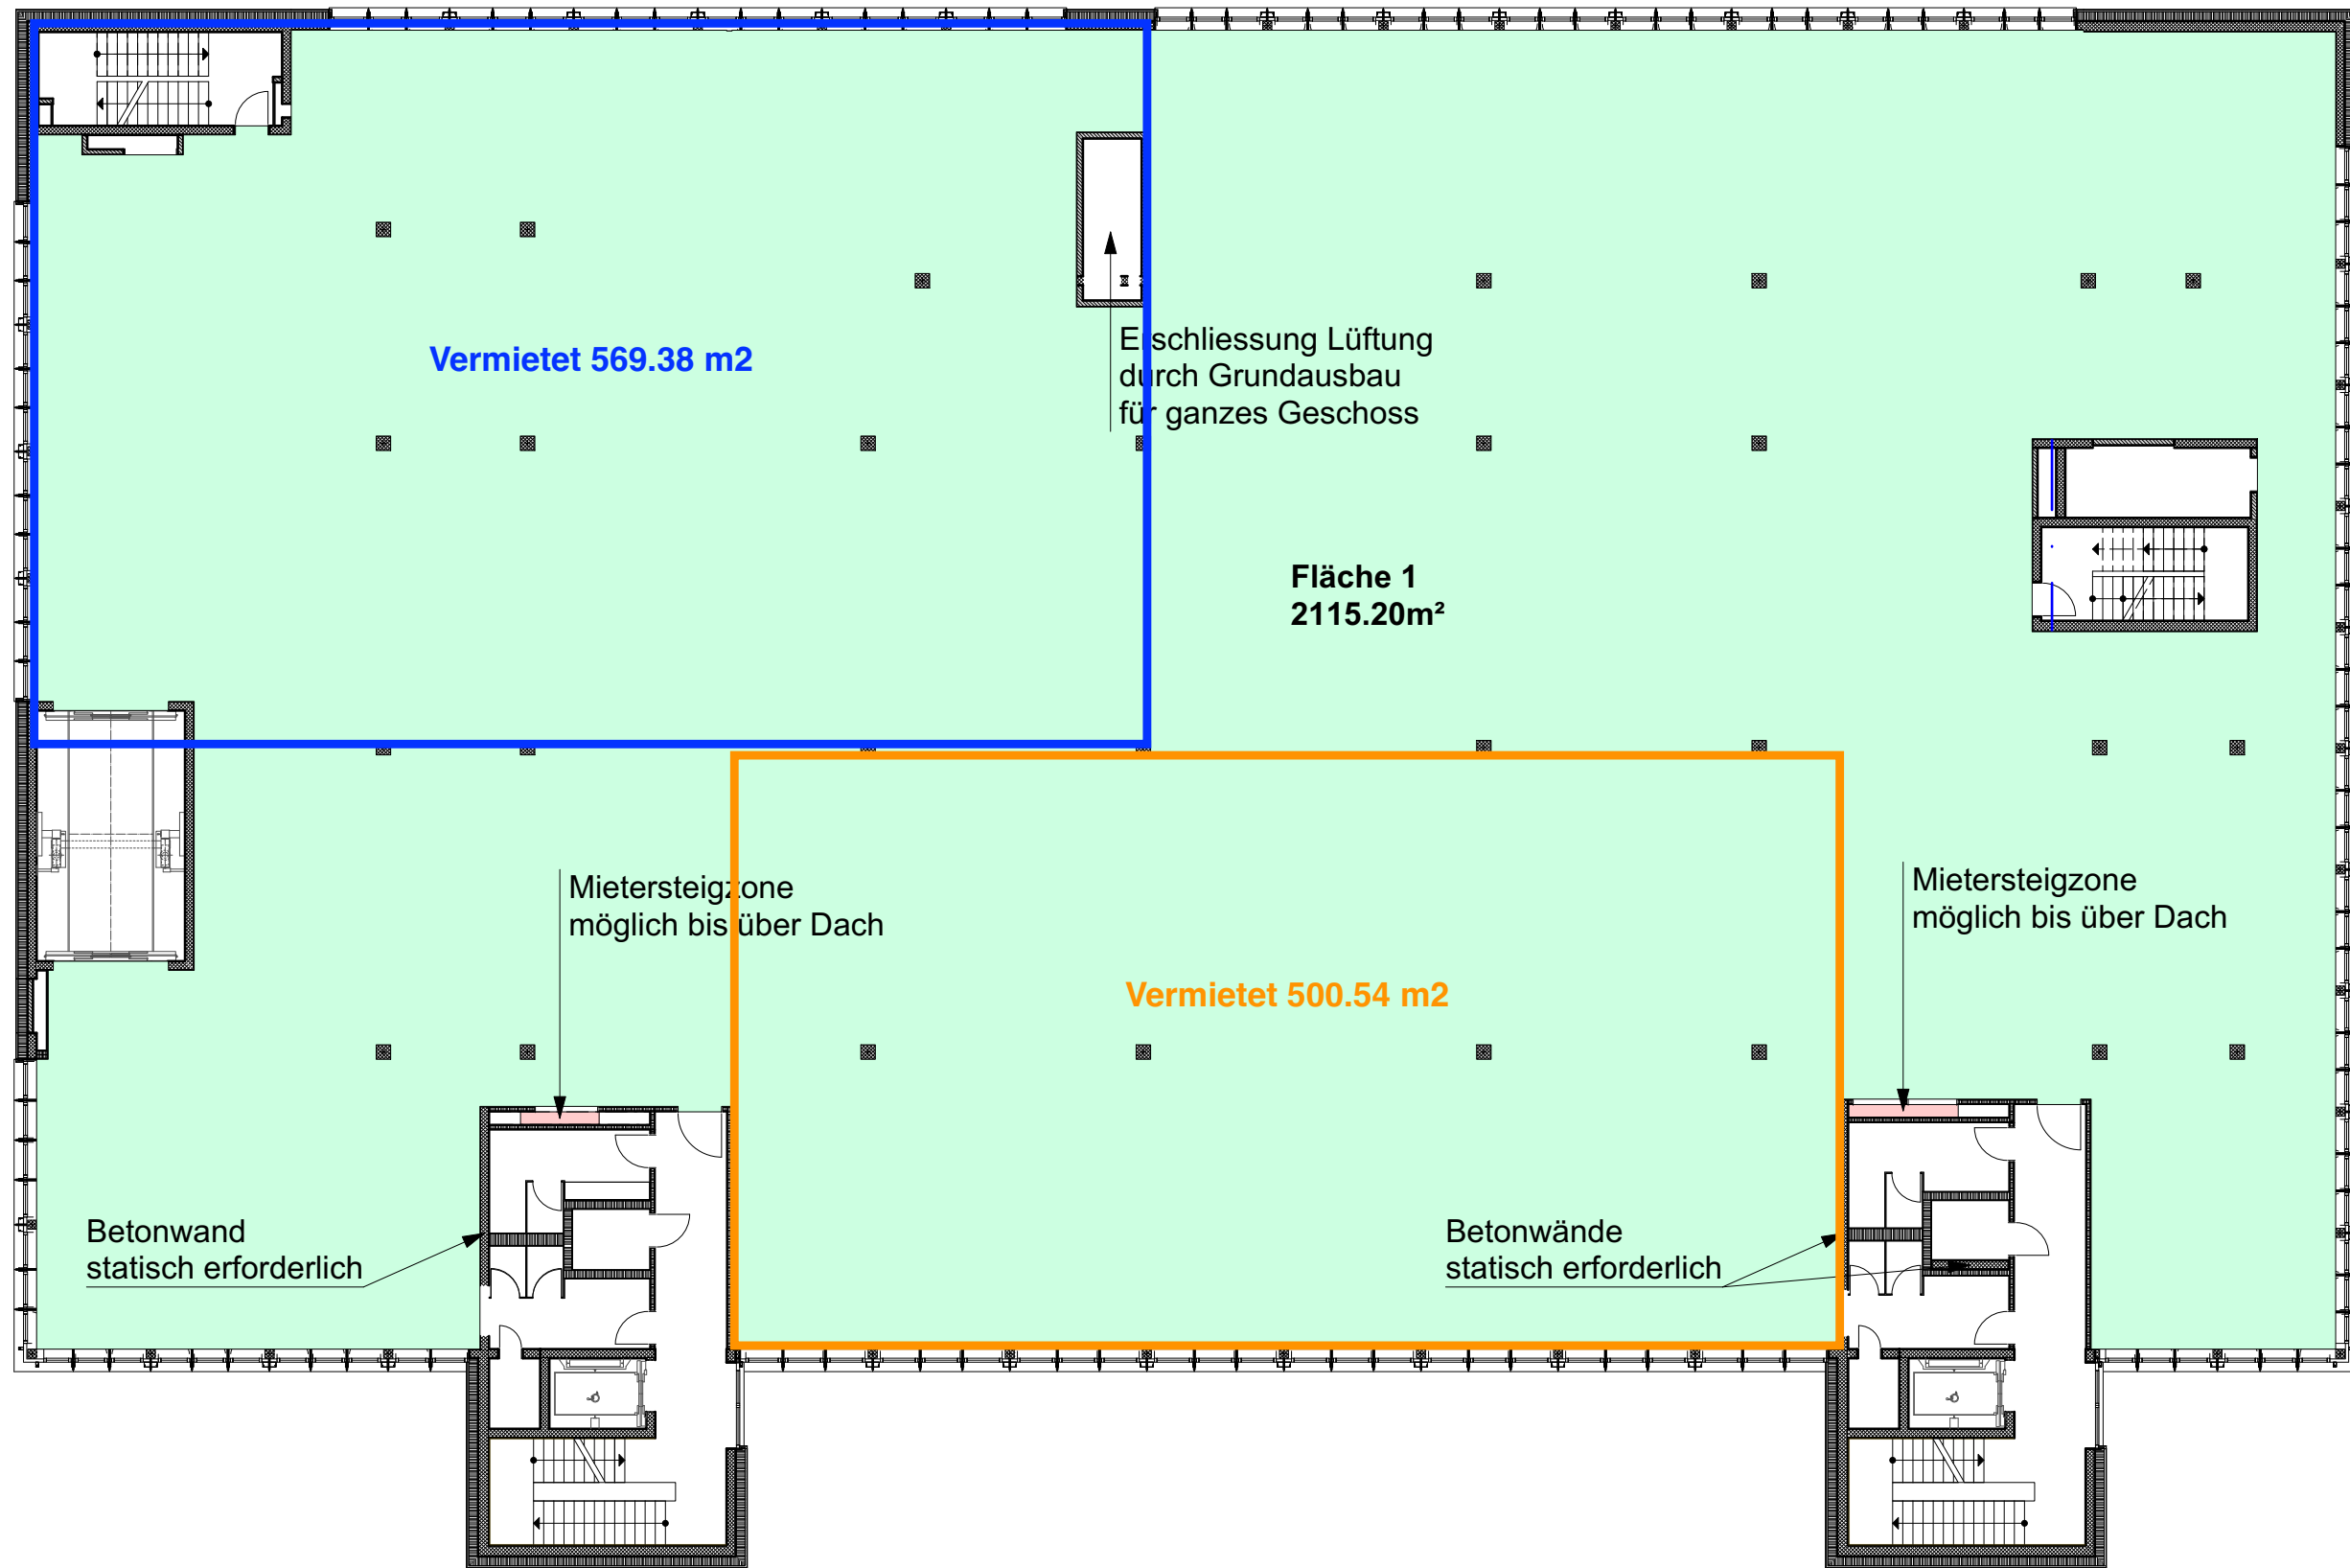 Vermietet 569.38 m2
Erschliessung Lüftung
durch Grundausbau
für ganzes Geschoss
Fläche 1
2115.20m²
Mietersteigzone
möglich bis über Dach
Mietersteigzone
möglich bis über Dach
Vermietet 500.54 m2
Betonwand
statisch erforderlich
Betonwände
statisch erforderlich